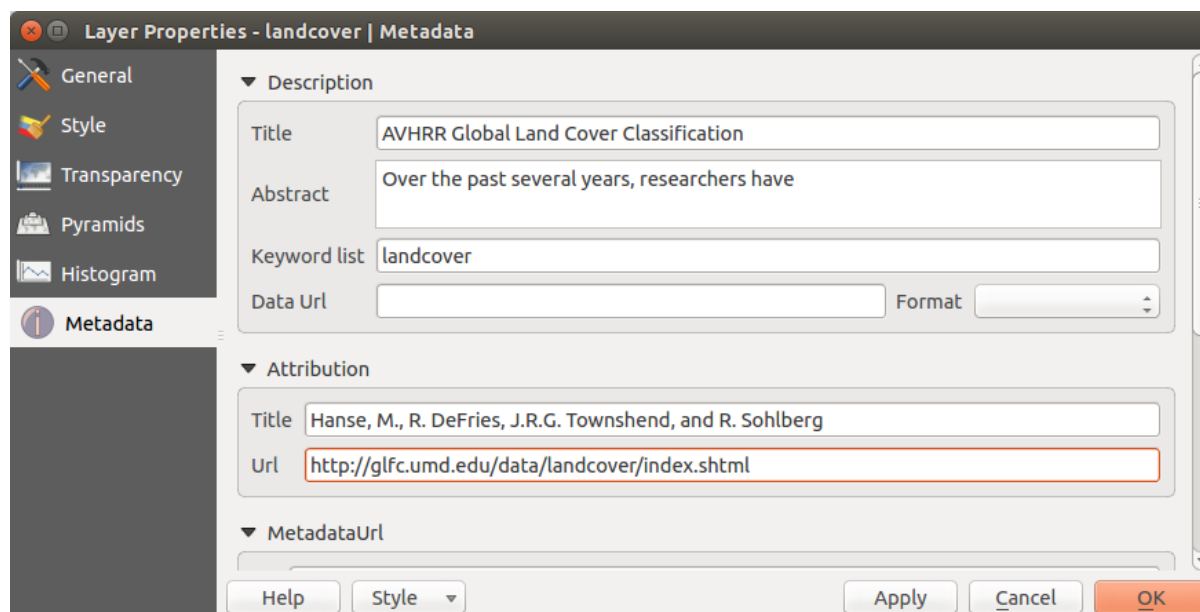 Layer Properties - landcover | Metadata
General
Style
Transparency
Pyramids
Histogram
Metadata
Description
Title AVHRR Global Land Cover Classification
Abstract Over the past several years, researchers have
Keyword list landcover
Data Url Format
Attribution
Title Hanse, M., R. DeFries, J.R.G. Townshend, and R. Sohlberg
Url http://glfc.umd.edu/data/landcover/index.shtml
MetadataUrl
Help Style Apply Cancel OK